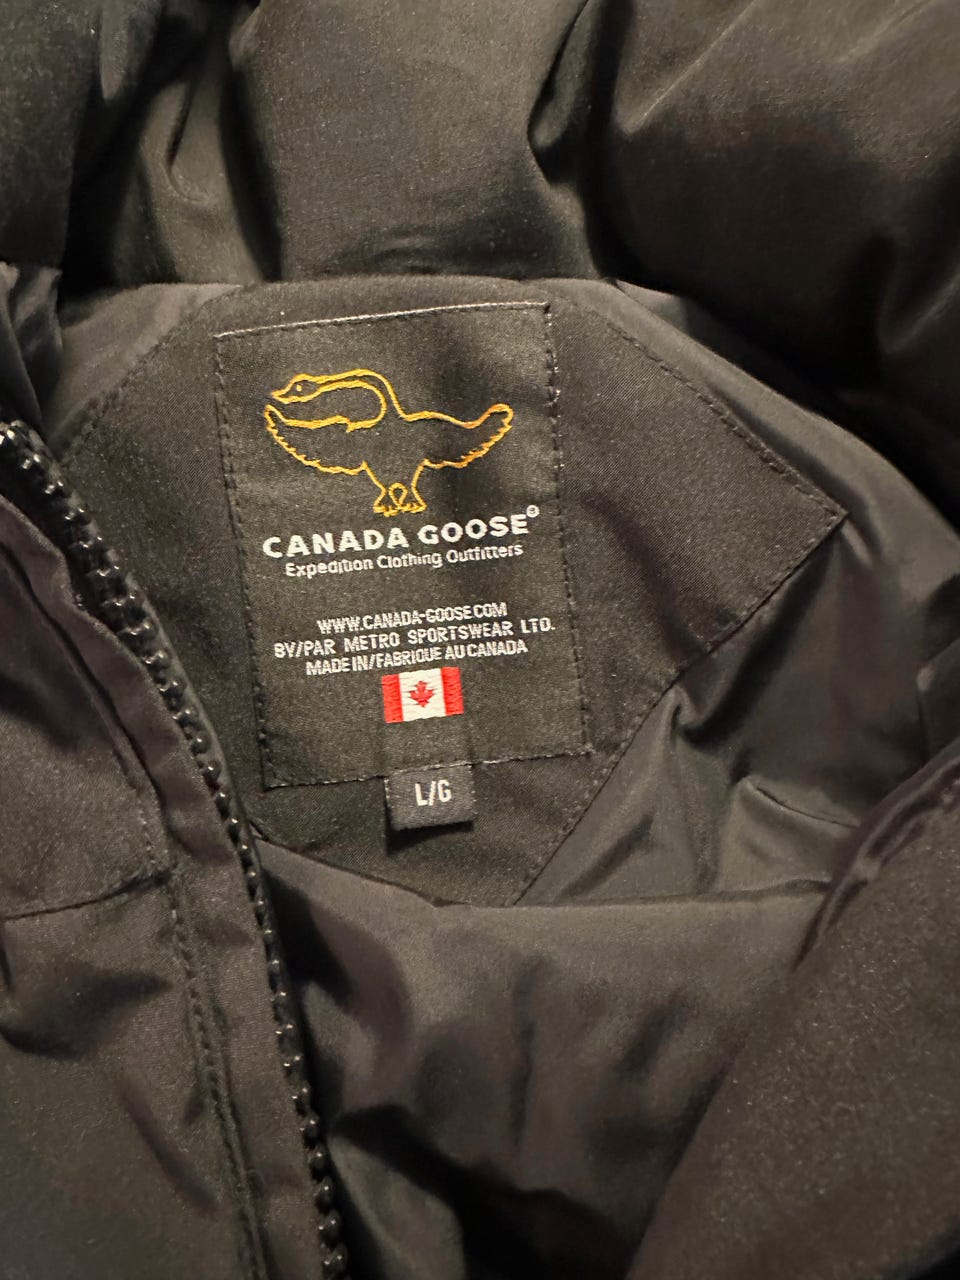 CANADA GOOSE®
Expedition Clothing Outfitters
WWW.CANADA-GOOSE.COM
BY/PAR METRO SPORTSWEAR LTD.
MADE IN/FABRIQUE AU CANADA
L/G